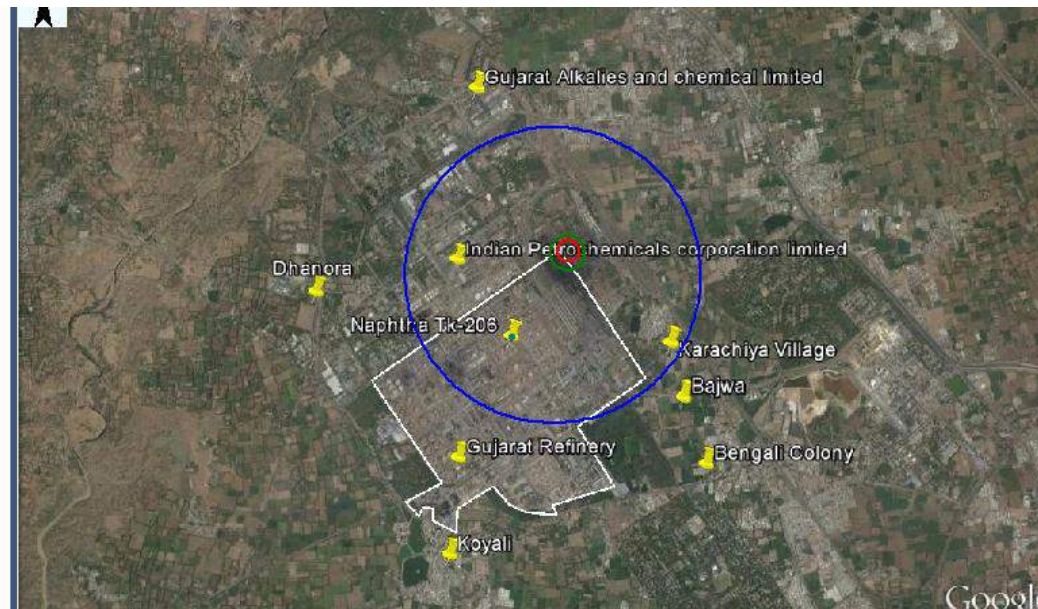 Gujarat Alkalies and chemical limited
Indian Petrochemicals corporation limited
Dhanora
Naphtha Tk-206
Karachiya Village
Bajwa
Gujarat Refinery
Bengali Colony
Koyali
Google